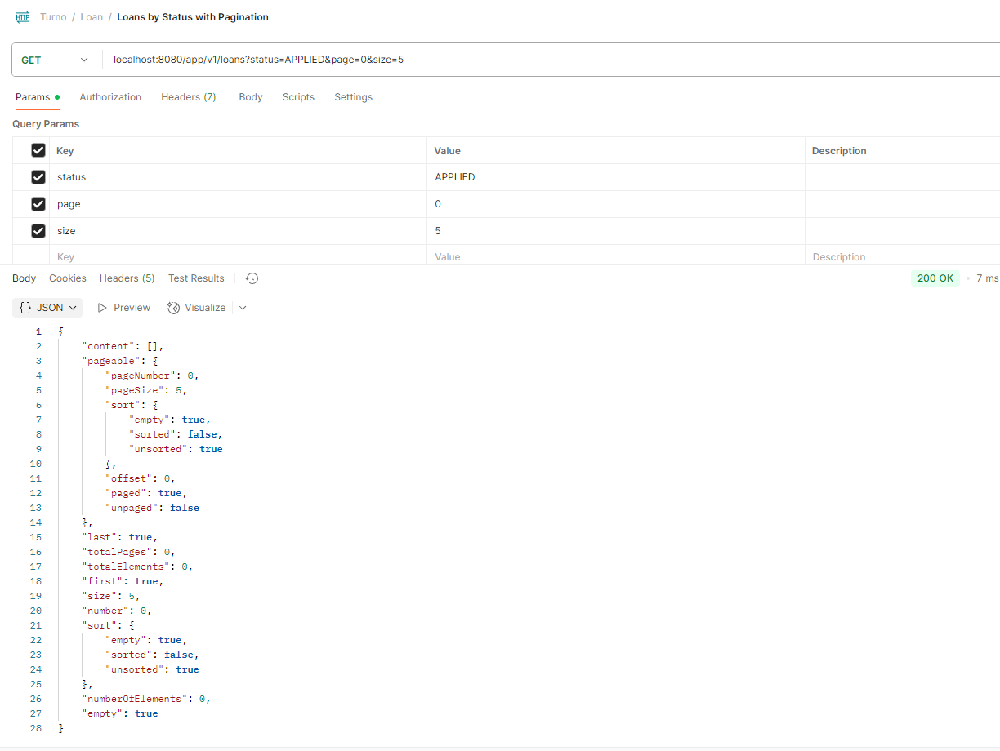 HTTP Turno / Loan / Loans by Status with Pagination
GET localhost:8080/app/v1/loans?status=APPLIED&page=0&size=5
Params Authorization Headers (7) Body Scripts Settings
Query Params
Key Value Description
status APPLIED
page 0
size 5
Key Value Description
Body Cookies Headers (5) Test Results 200 OK • 7 ms
{} JSON Preview Visualize
1 {
2 "content": [],
3 "pageable": {
4 "pageNumber": 0,
5 "pageSize": 5,
6 "sort": {
7 "empty": true,
8 "sorted": false,
9 "unsorted": true
10 },
11 "offset": 0,
12 "paged": true,
13 "unpaged": false
14 },
15 "last": true,
16 "totalPages": 0,
17 "totalElements": 0,
18 "first": true,
19 "size": 5,
20 "number": 0,
21 "sort": {
22 "empty": true,
23 "sorted": false,
24 "unsorted": true
25 },
26 "numberOfElements": 0,
27 "empty": true
28 }